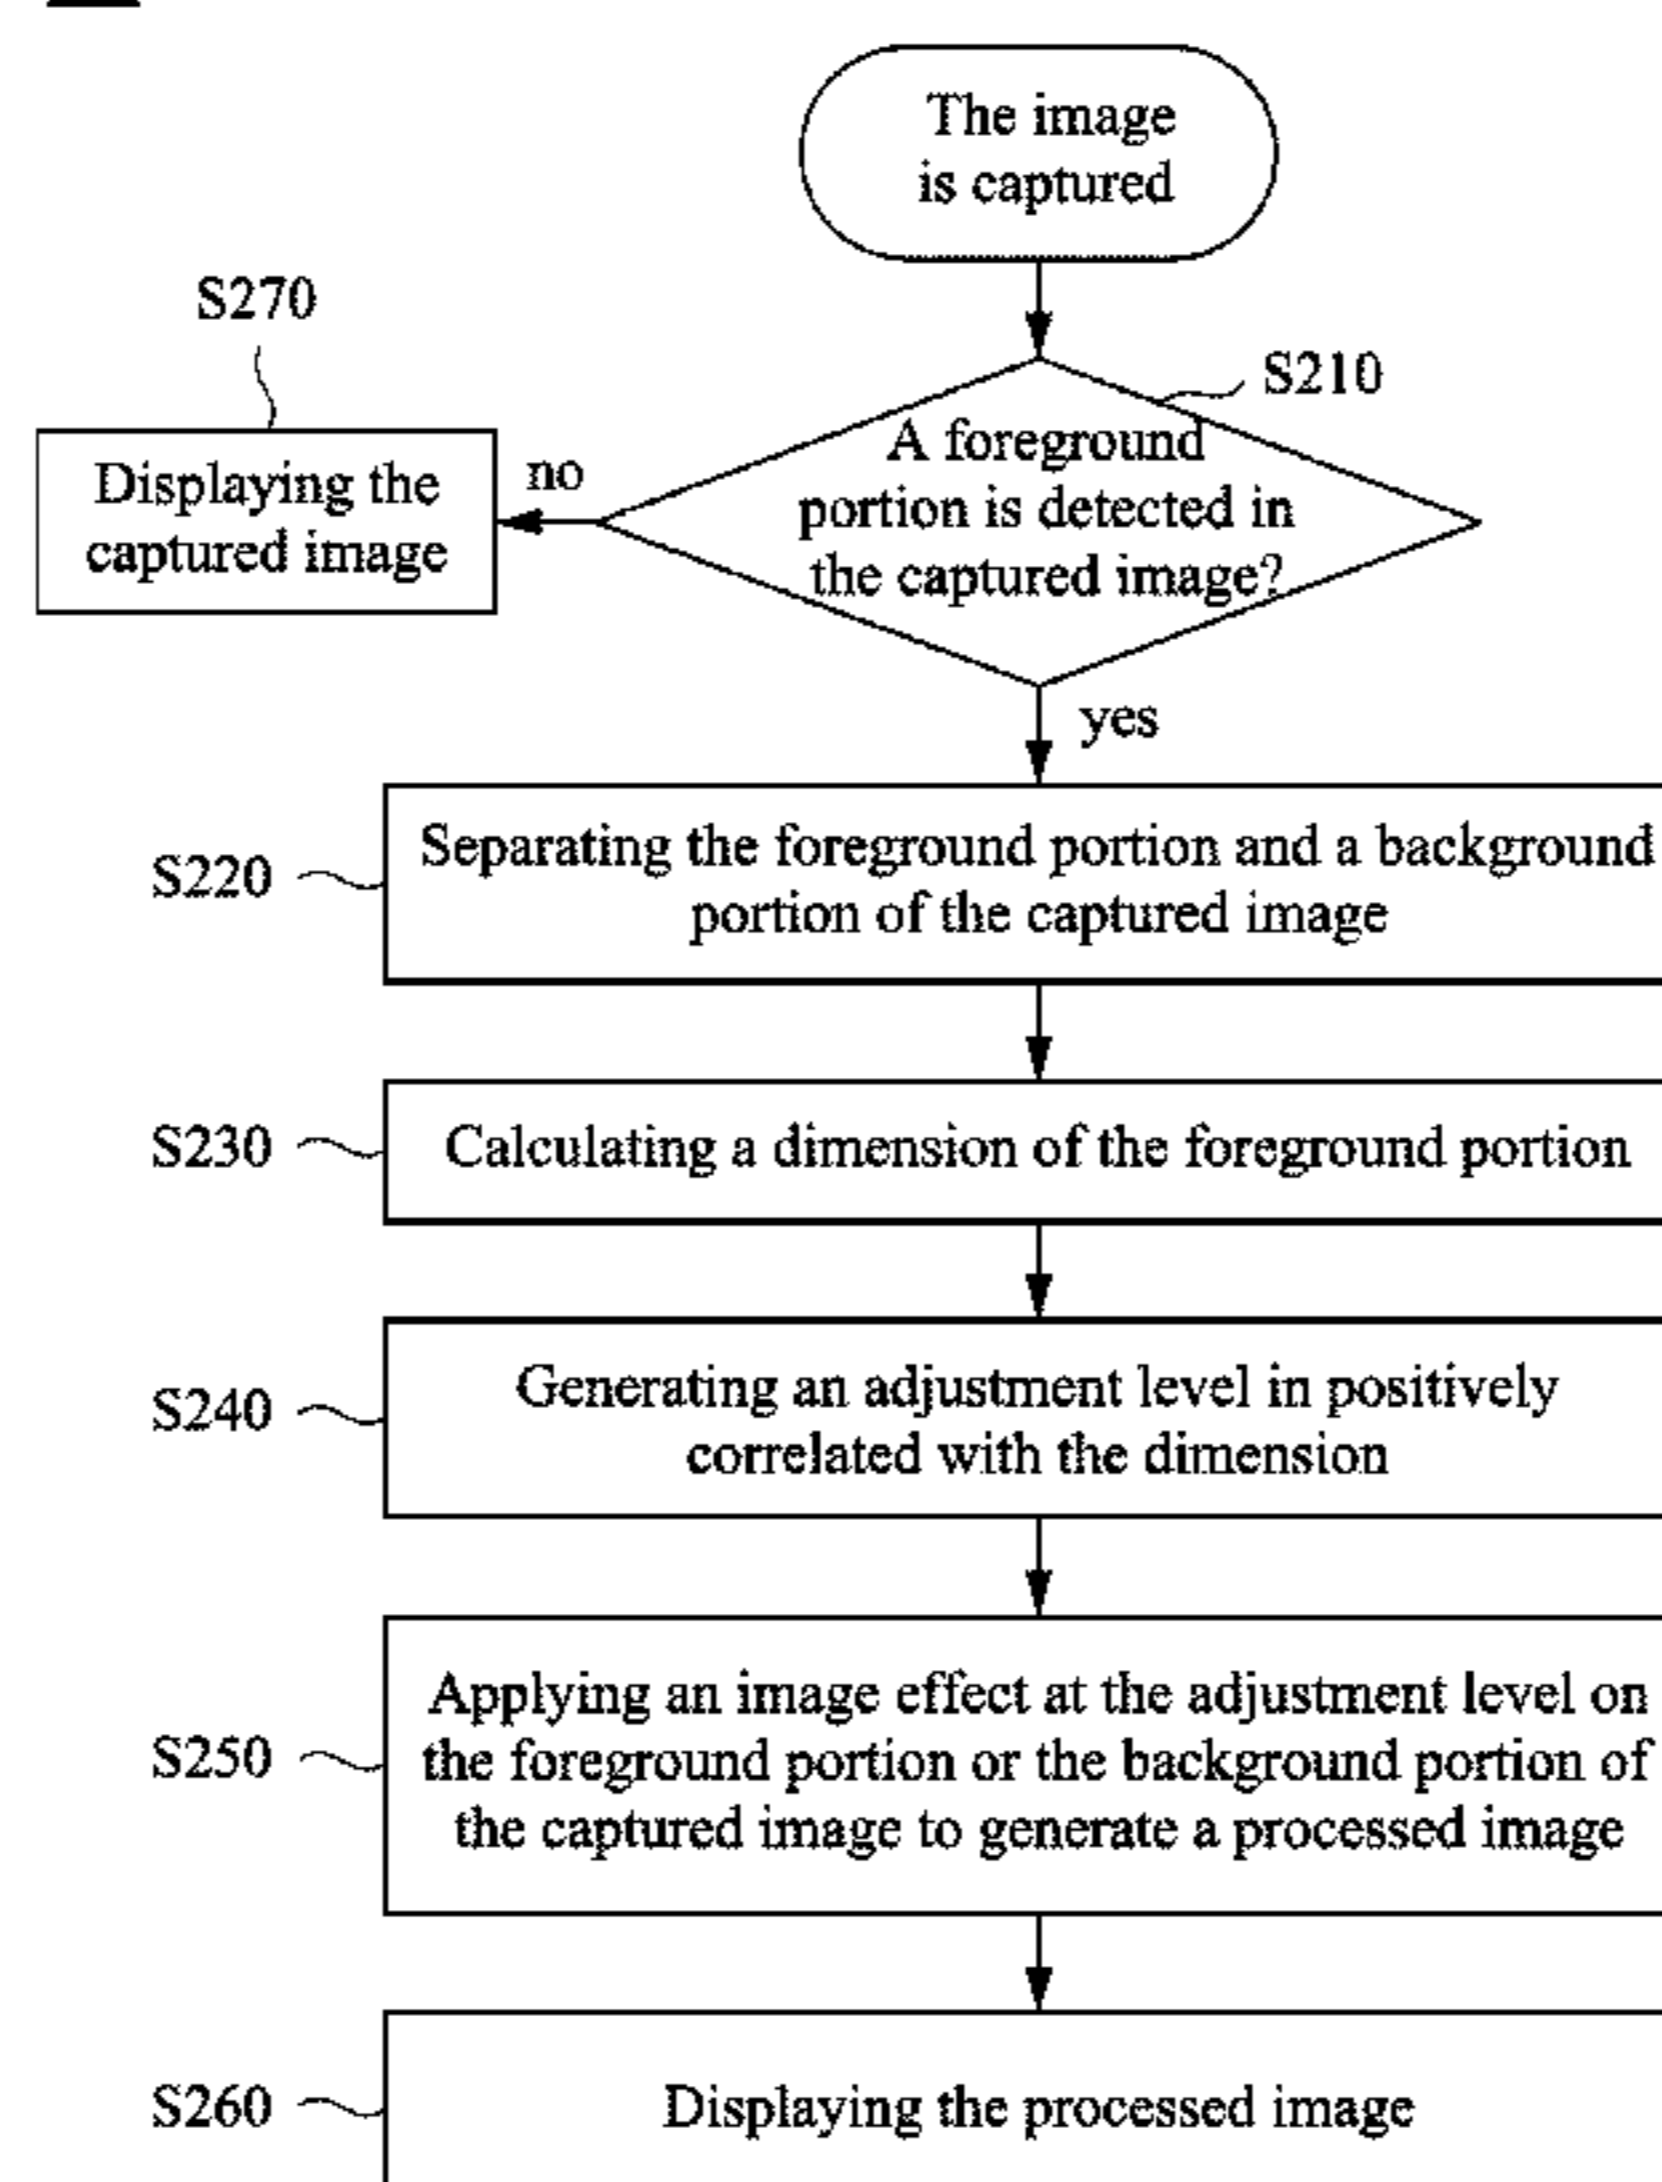 The image
is captured
S270
S210
Displaying the
captured image
no
A foreground
portion is detected in
the captured image?
yes
S220
Separating the foreground portion and a background
portion of the captured image
S230
Calculating a dimension of the foreground portion
S240
Generating an adjustment level in positively
correlated with the dimension
S250
Applying an image effect at the adjustment level on
the foreground portion or the background portion of
the captured image to generate a processed image
S260
Displaying the processed image